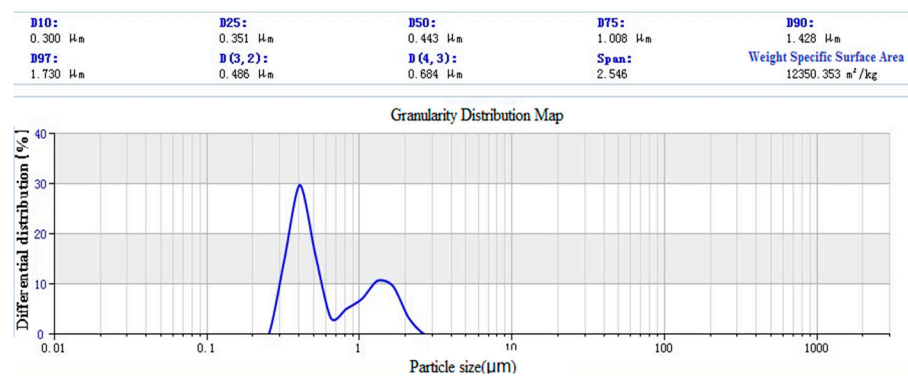 D10: D25: D50: D75: D90:
0.300 μm 0.351 μm 0.443 μm 1.008 μm 1.428 μm
D97: D(3,2): D(4,3): Span: Weight Specific Surface Area
1.730 μm 0.486 μm 0.684 μm 2.546 12350.353 m²/kg
Granularity Distribution Map
Differential distribution (%)
40
30
20
10
0
0.01 0.1 1 10 100 1000
Particle size(μm)